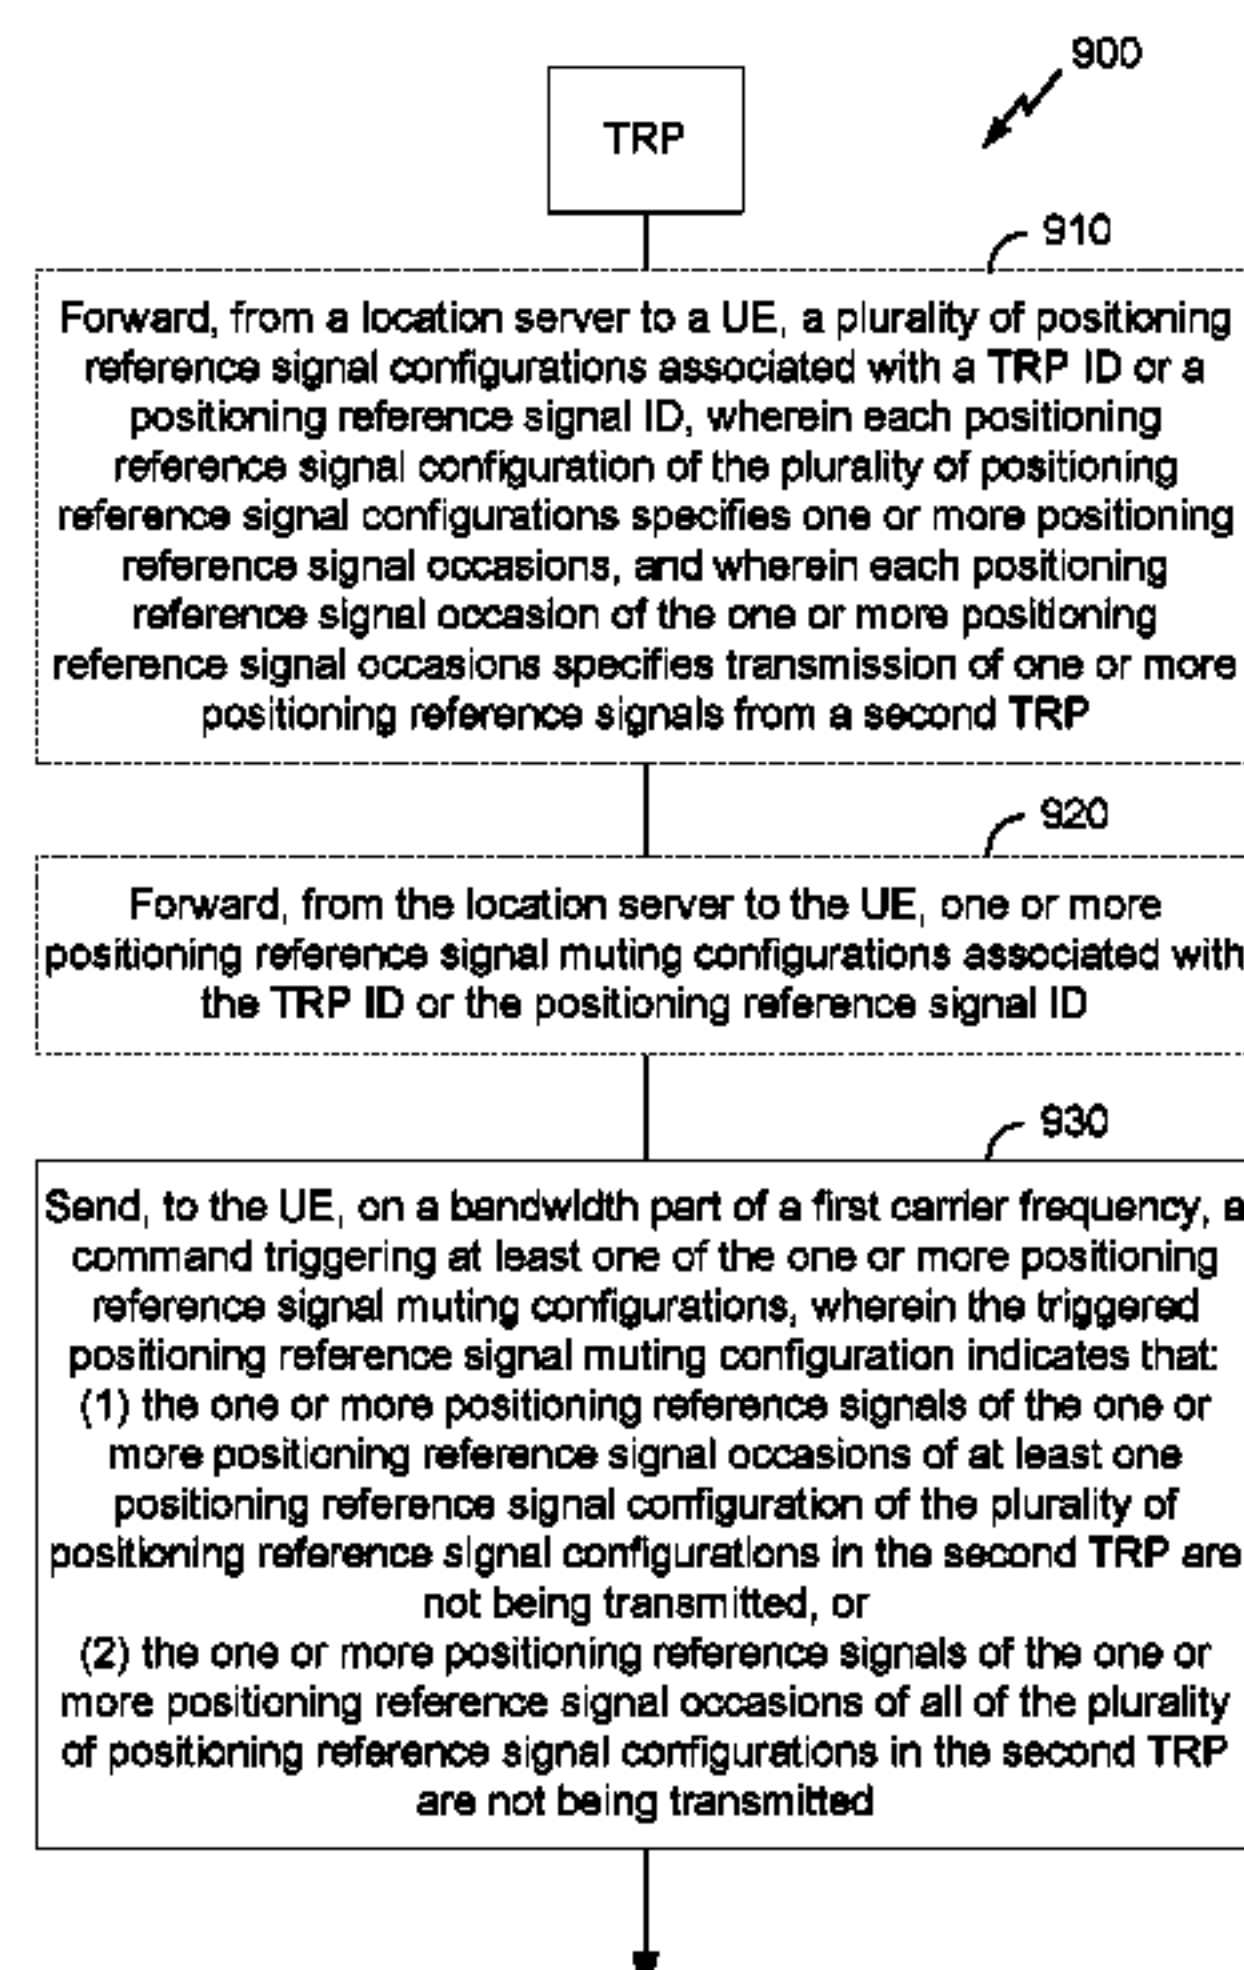 900
TRP
910
Forward, from a location server to a UE, a plurality of positioning
reference signal configurations associated with a TRP ID or a
positioning reference signal ID, wherein each positioning
reference signal configuration of the plurality of positioning
reference signal configurations specifies one or more positioning
reference signal occasions, and wherein each positioning
reference signal occasion of the one or more positioning
reference signal occasions specifies transmission of one or more
positioning reference signals from a second TRP
920
Forward, from the location server to the UE, one or more
positioning reference signal muting configurations associated with
the TRP ID or the positioning reference signal ID
930
Send, to the UE, on a bandwidth part of a first carrier frequency, a
command triggering at least one of the one or more positioning
reference signal muting configurations, wherein the triggered
positioning reference signal muting configuration indicates that:
(1) the one or more positioning reference signals of the one or
more positioning reference signal occasions of at least one
positioning reference signal configuration of the plurality of
positioning reference signal configurations in the second TRP are
not being transmitted, or
(2) the one or more positioning reference signals of the one or
more positioning reference signal occasions of all of the plurality
of positioning reference signal configurations in the second TRP
are not being transmitted